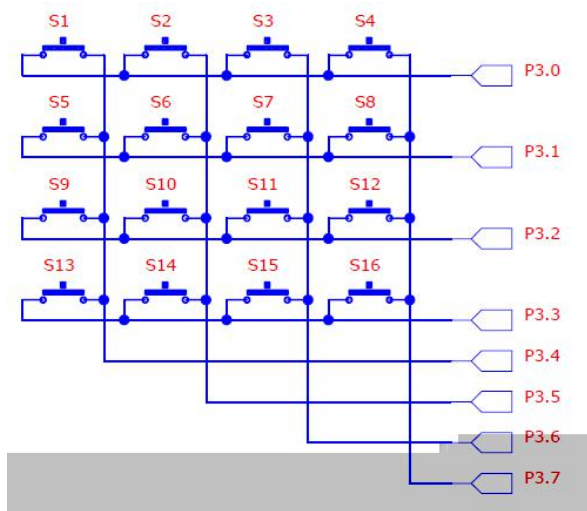 S1 S2 S3 S4
P3.0
S5 S6 S7 S8
P3.1
S9 S10 S11 S12
P3.2
S13 S14 S15 S16
P3.3
P3.4
P3.5
P3.6
P3.7